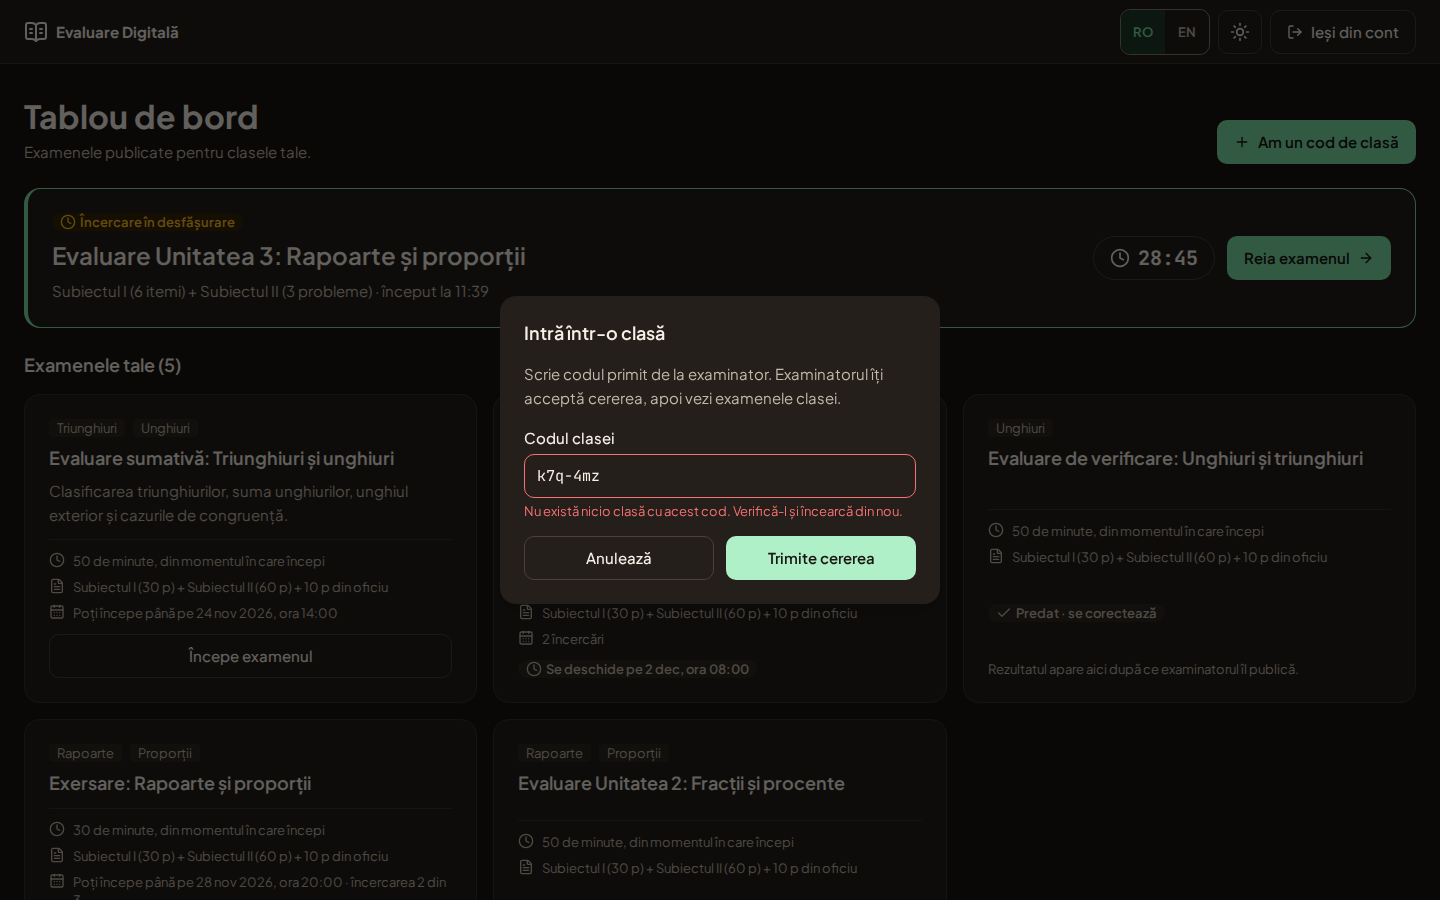 Evaluare Digitală
RO EN
Ieși din cont
Tablou de bord
Examenele publicate pentru clasele tale.
+ Am un cod de clasă
Încercare în desfășurare
Evaluare Unitatea 3: Rapoarte și proporții
Subiectul I (6 itemi) + Subiectul II (3 probleme) · început la 11:39
28:45
Reia examenul
Examenele tale (5)
Intră într-o clasă
Scrie codul primit de la examinator. Examinatorul îți
acceptă cererea, apoi vezi examenele clasei.
Codul clasei
k7q-4mz
Nu există nicio clasă cu acest cod. Verifică-l și încearcă din nou.
Anulează
Trimite cererea
Triunghiuri Unghiuri
Evaluare sumativă: Triunghiuri și unghiuri
Clasificarea triunghiurilor, suma unghiurilor, unghiul
exterior și cazurile de congruență.
50 de minute, din momentul în care începi
Subiectul I (30 p) + Subiectul II (60 p) + 10 p din oficiu
Poți începe până pe 24 nov 2026, ora 14:00
Începe examenul
Subiectul I (30 p) + Subiectul II (60 p) + 10 p din oficiu
2 încercări
Se deschide pe 2 dec, ora 08:00
Unghiuri
Evaluare de verificare: Unghiuri și triunghiuri
50 de minute, din momentul în care începi
Subiectul I (30 p) + Subiectul II (60 p) + 10 p din oficiu
Predat · se corectează
Rezultatul apare aici după ce examinatorul îl publică.
Rapoarte Proporții
Exersare: Rapoarte și proporții
30 de minute, din momentul în care începi
Subiectul I (30 p) + Subiectul II (60 p) + 10 p din oficiu
Poți începe până pe 28 nov 2026, ora 20:00 · încercarea 2 din
Rapoarte Proporții
Evaluare Unitatea 2: Fracții și procente
50 de minute, din momentul în care începi
Subiectul I (30 p) + Subiectul II (60 p) + 10 p din oficiu